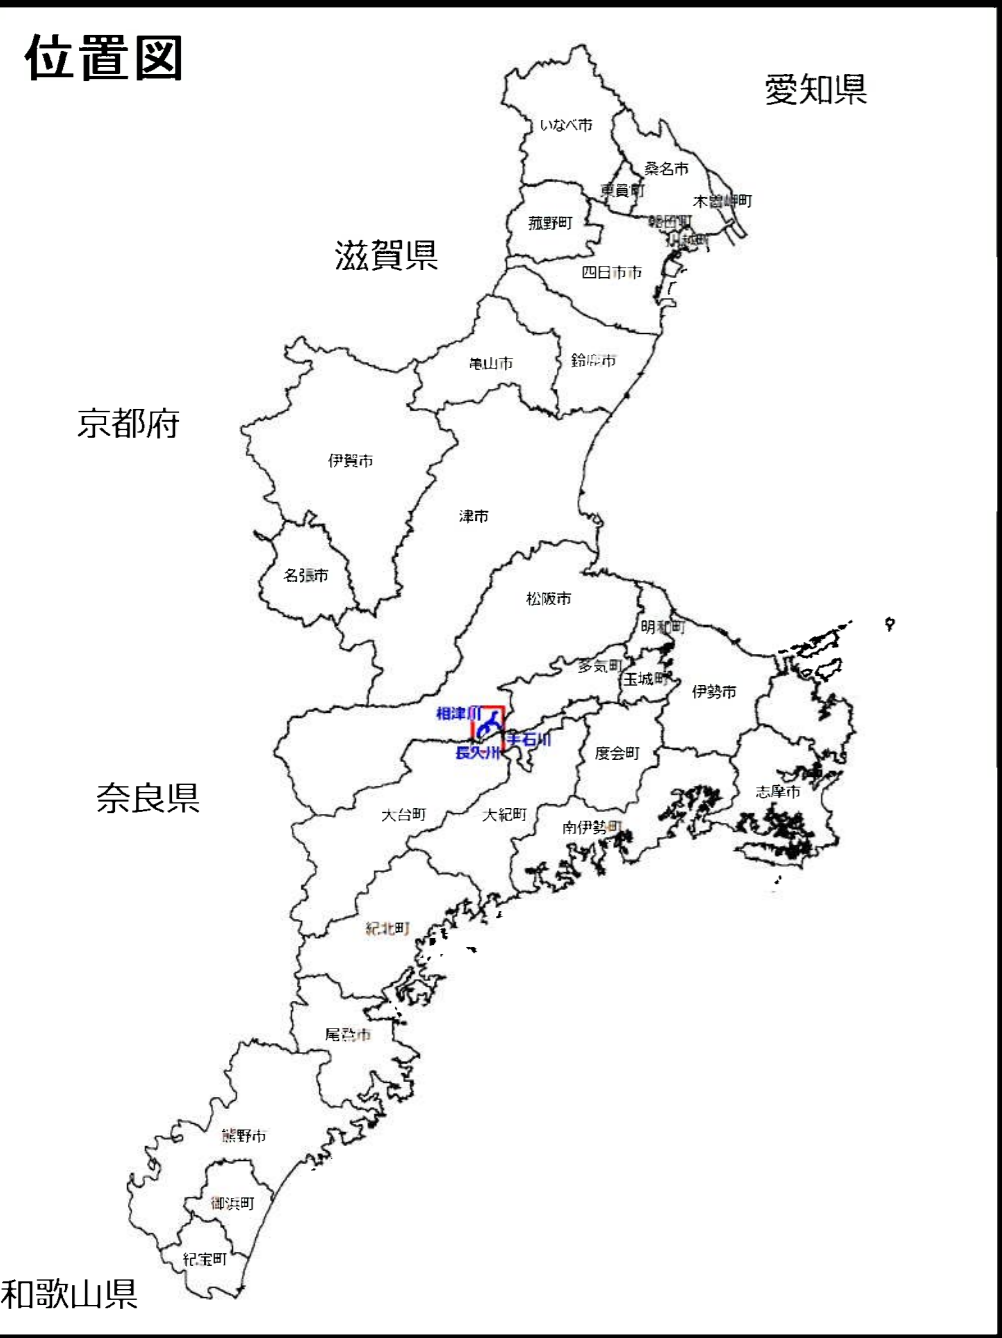 位置図
愛知県
いなべ市
桑名市
東員町
木曽岬町
菰野町
朝日町
川越町
滋賀県
四日市市
亀山市
鈴鹿市
京都府
伊賀市
津市
名張市
松阪市
明和町
多気町
玉城町
伊勢市
相津川
手石川
長久川
度会町
奈良県
志摩市
大台町
大紀町
南伊勢町
紀北町
尾鷲市
熊野市
御浜町
紀宝町
和歌山県